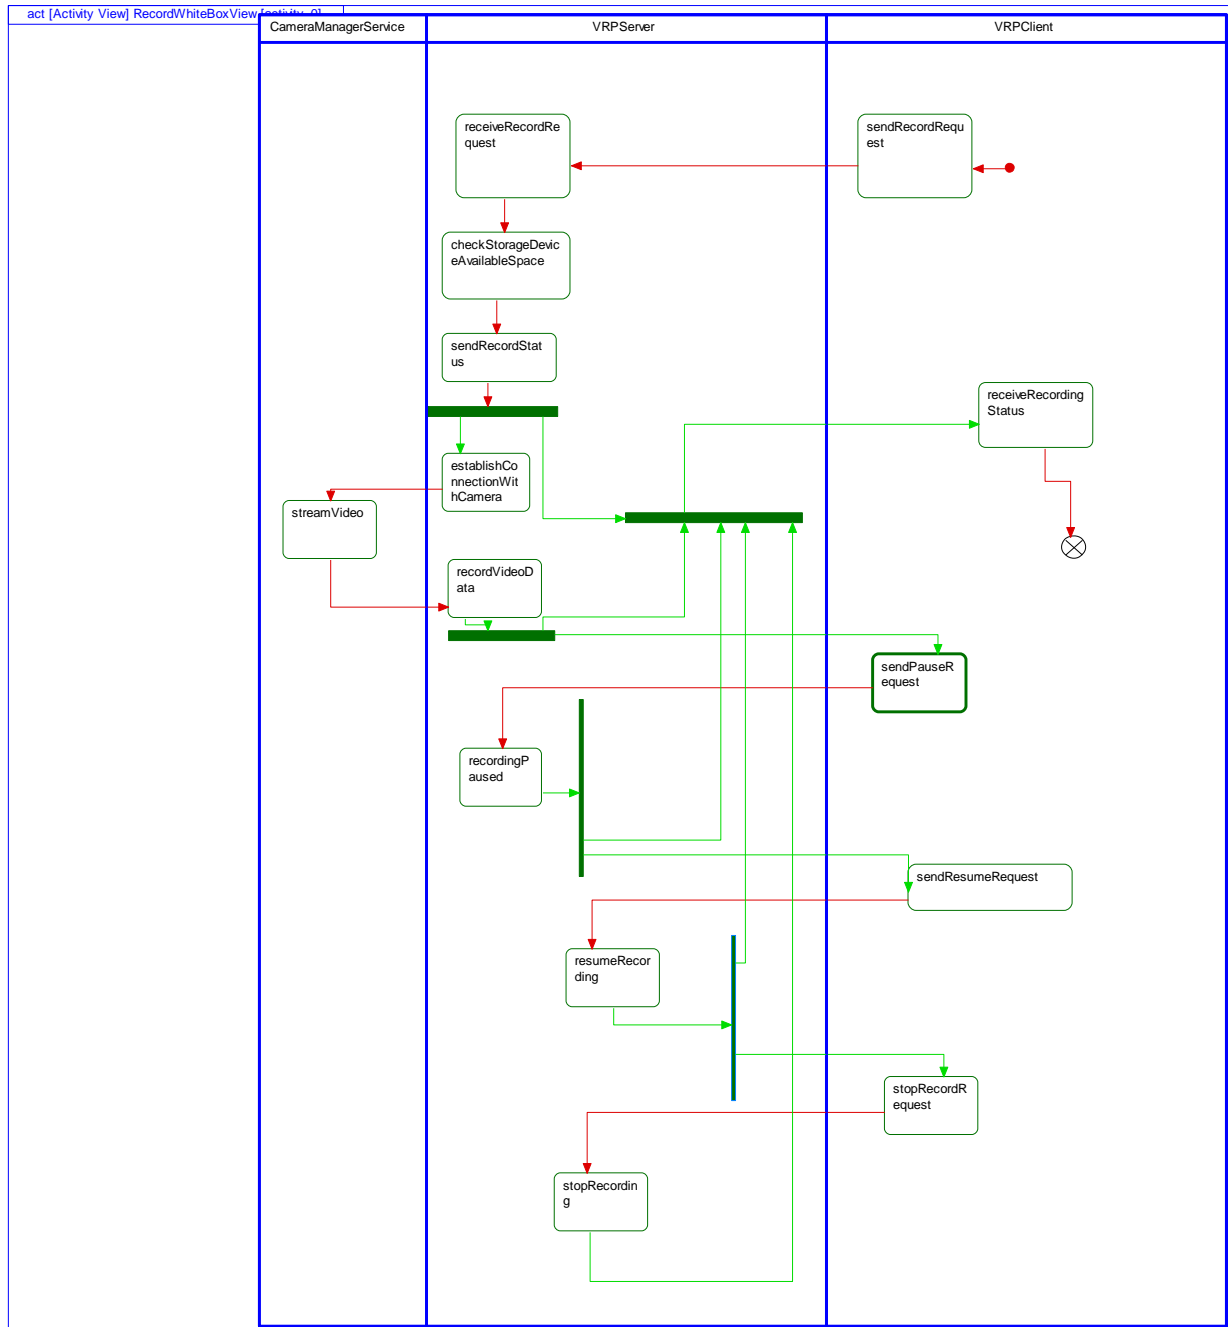 act [Activity View] RecordWhiteBoxView [activity_0]
CameraManagerService
VRPServer
VRPClient
receiveRecordRe
quest
sendRecordRequ
est
checkStorageDevic
eAvailableSpace
sendRecordStat
us
receiveRecording
Status
establishCo
nnectionWit
hCamera
streamVideo
recordVideoD
ata
sendPauseR
equest
recordingP
aused
sendResumeRequest
resumeRecor
ding
stopRecordR
equest
stopRecordin
g